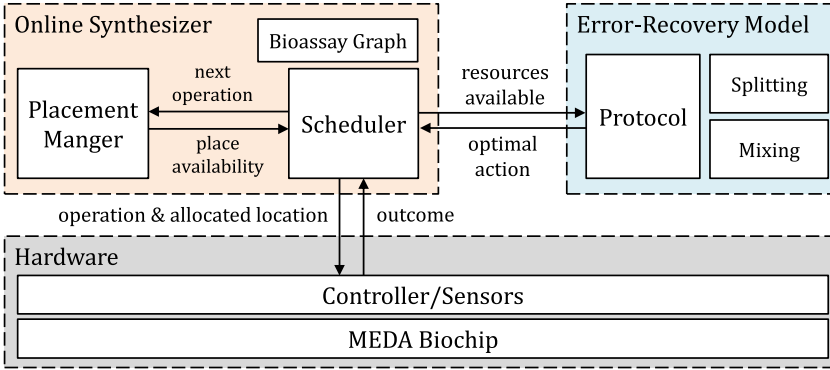 Online Synthesizer
Bioassay Graph
Placement
Manger
next
operation
place
availability
Scheduler
resources
available
optimal
action
Error-Recovery Model
Protocol
Splitting
Mixing
operation & allocated location
outcome
Hardware
Controller/Sensors
MEDA Biochip